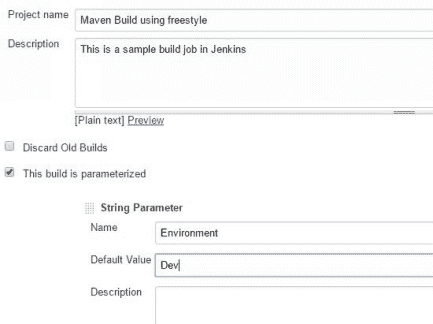 Project name Maven Build using freestyle
Description This is a sample build job in Jenkins
[Plain text] Preview
Discard Old Builds
This build is parameterized
String Parameter
Name Environment
Default Value Dev
Description